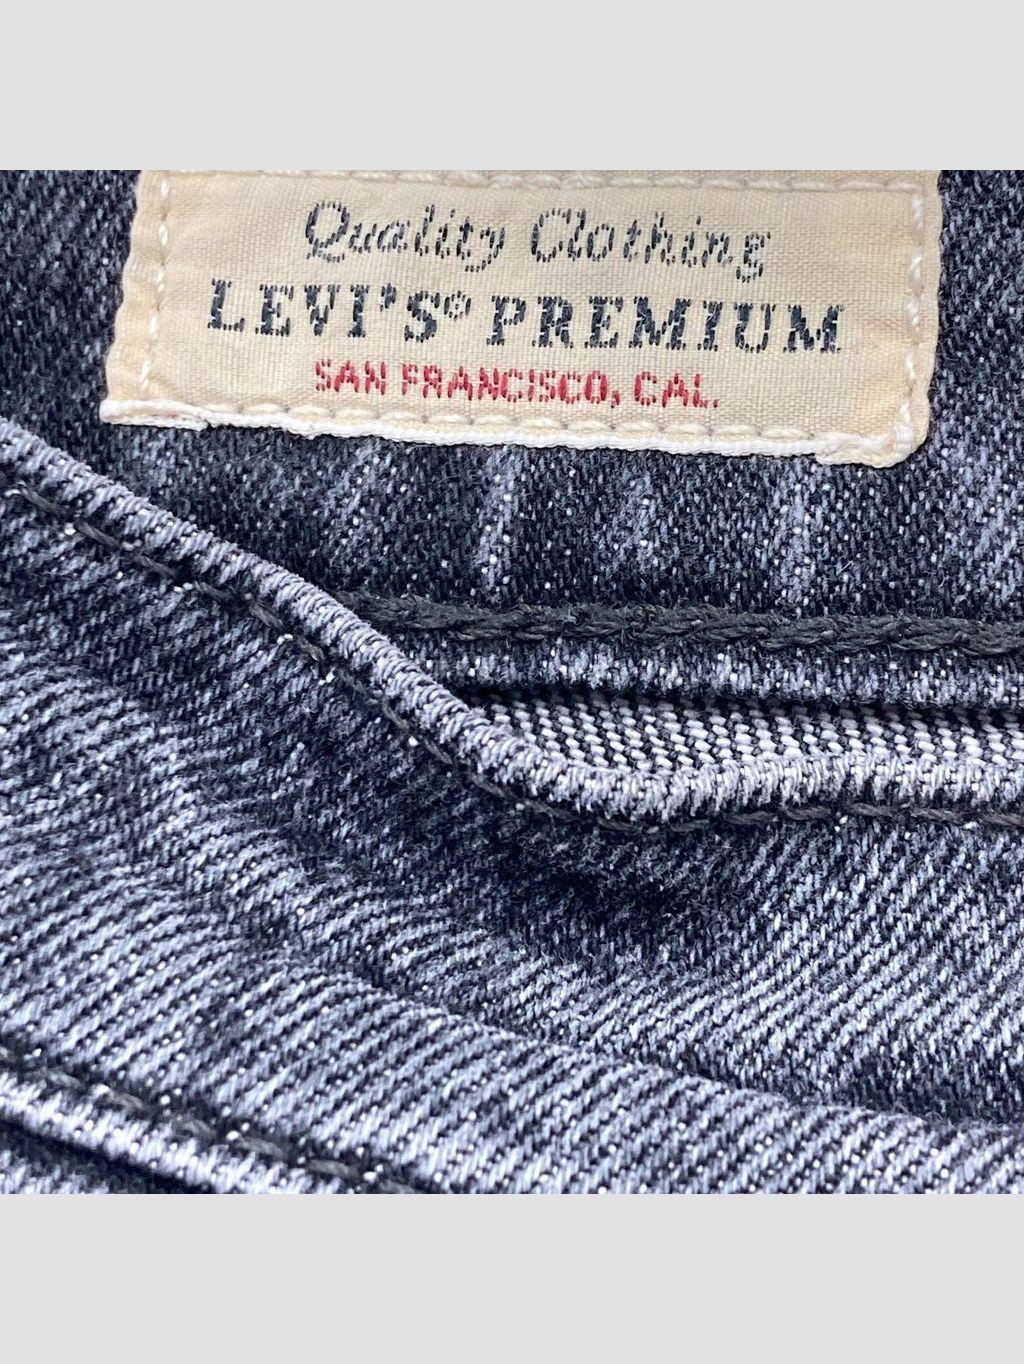 Quality Clothing
LEVI'S® PREMIUM
SAN FRANCISCO, CAL.